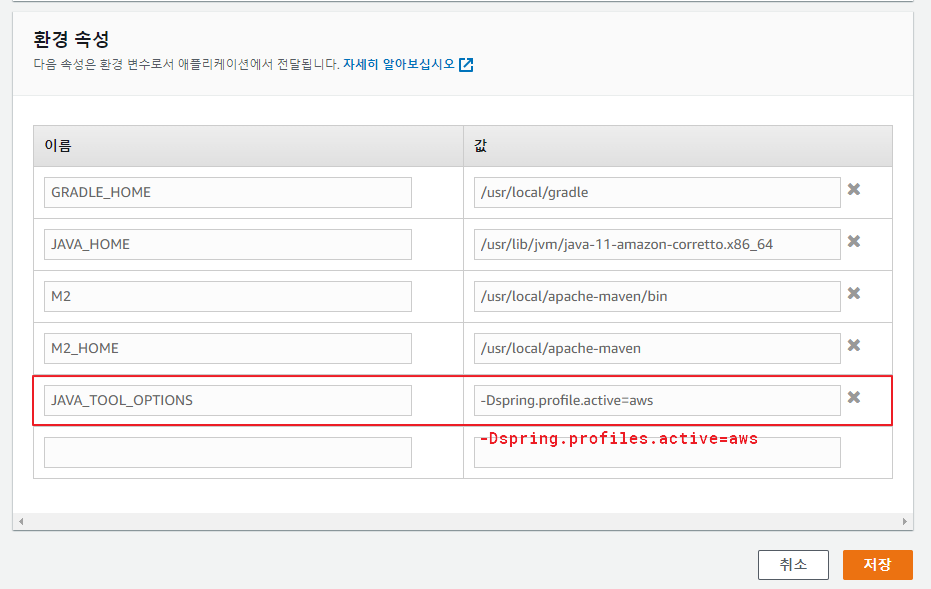 환경 속성
다음 속성은 환경 변수로서 애플리케이션에서 전달됩니다. 자세히 알아보십시오
이름 값
GRADLE_HOME /usr/local/gradle
JAVA_HOME /usr/lib/jvm/java-11-amazon-corretto.x86_64
M2 /usr/local/apache-maven/bin
M2_HOME /usr/local/apache-maven
JAVA_TOOL_OPTIONS -Dspring.profile.active=aws
-Dspring.profiles.active=aws
취소 저장